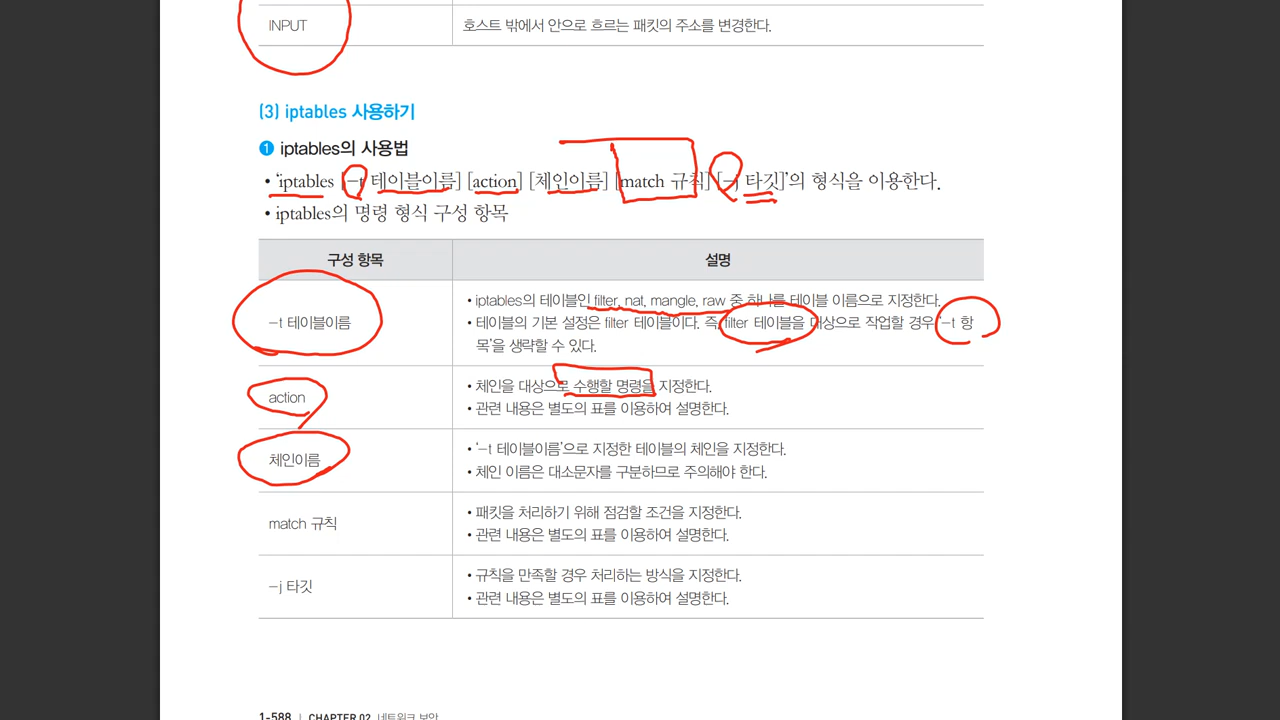 INPUT 호스트 밖에서 안으로 흐르는 패킷의 주소를 변경한다.
(3) iptables 사용하기
1 iptables의 사용법
• 'iptables [-t 테이블이름] [action] [체인이름] [match 규칙] [-j 타깃]'의 형식을 이용한다.
• iptables의 명령 형식 구성 항목
구성 항목 설명
-t 테이블이름
• iptables의 테이블인 filter, nat, mangle, raw 중 하나를 테이블 이름으로 지정한다.
• 테이블의 기본 설정은 filter 테이블이다. 즉, filter 테이블을 대상으로 작업할 경우 '-t 항
목'을 생략할 수 있다.
action
• 체인을 대상으로 수행할 명령을 지정한다.
• 관련 내용은 별도의 표를 이용하여 설명한다.
체인이름
• '-t 테이블이름'으로 지정한 테이블의 체인을 지정한다.
• 체인 이름은 대소문자를 구분하므로 주의해야 한다.
match 규칙
• 패킷을 처리하기 위해 점검할 조건을 지정한다.
• 관련 내용은 별도의 표를 이용하여 설명한다.
-j 타깃
• 규칙을 만족할 경우 처리하는 방식을 지정한다.
• 관련 내용은 별도의 표를 이용하여 설명한다.
1-588 | CHAPTER 02 네트워크 보안